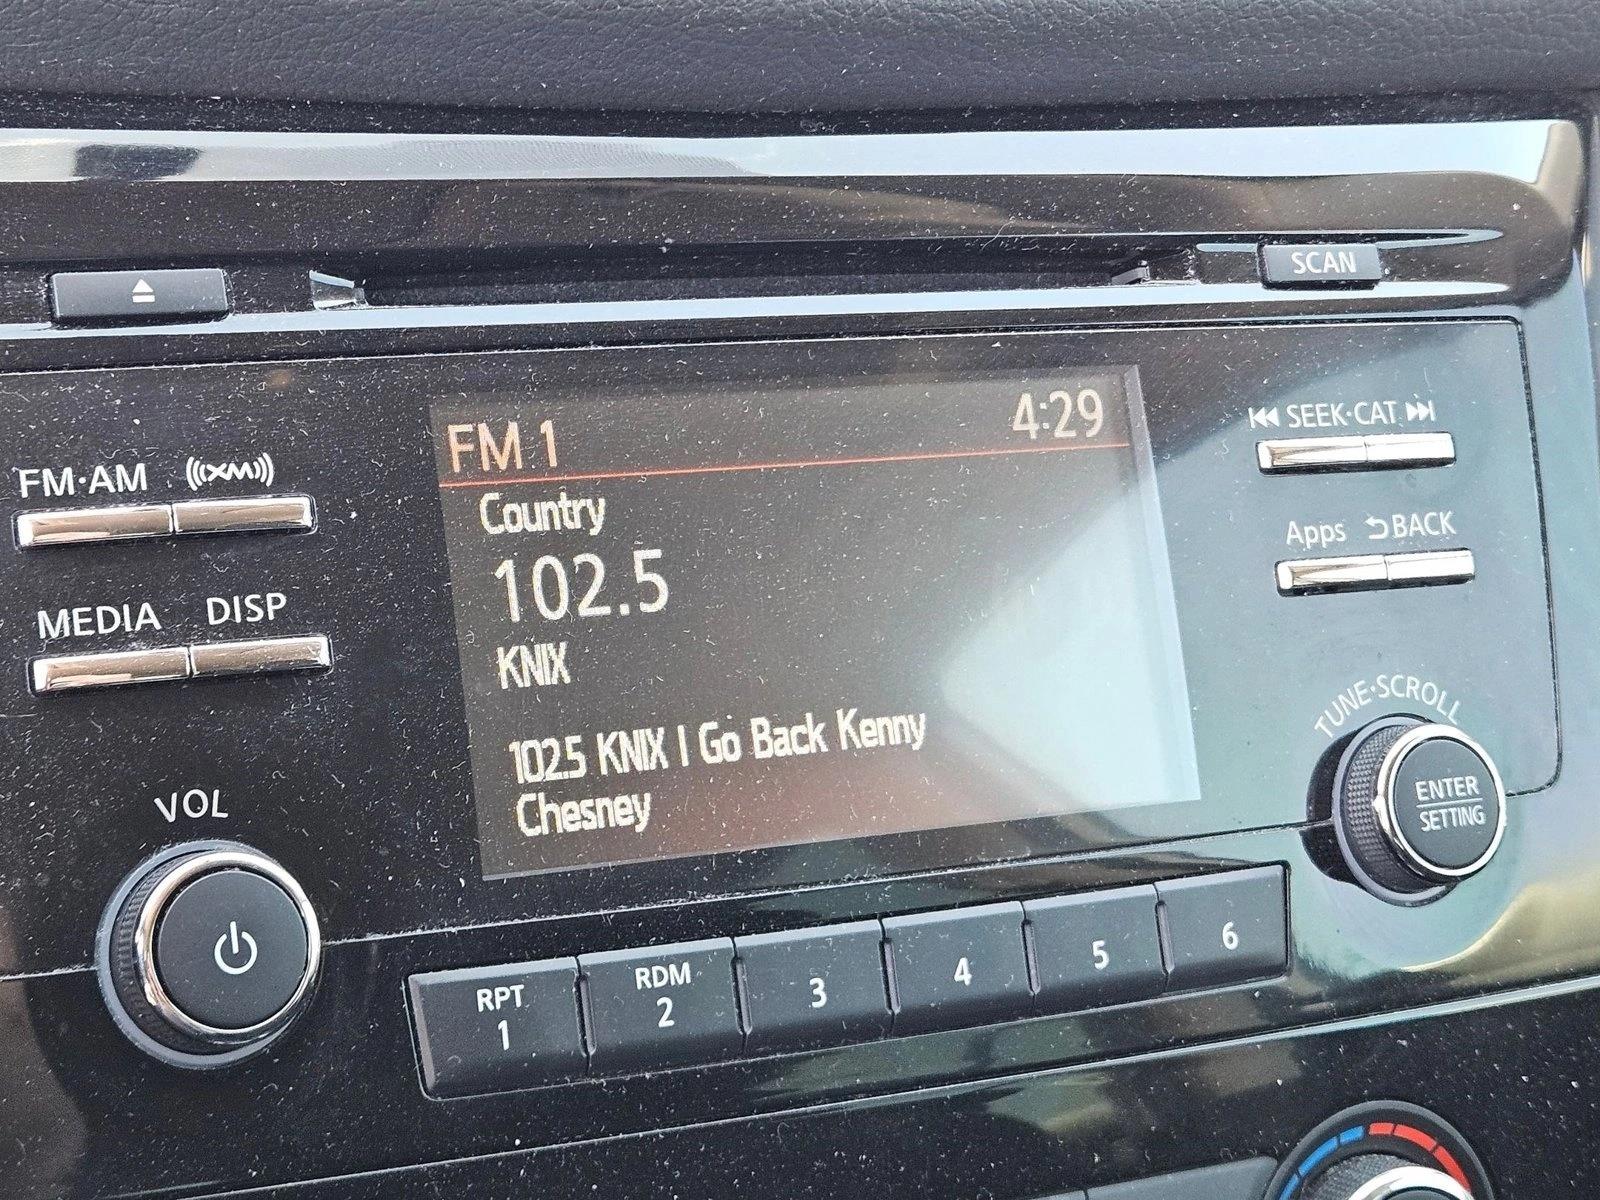 SCAN
FM 1 4:29
SEEK·CAT
FM·AM XM
Country
102.5
Apps BACK
MEDIA DISP
KNIX
TUNE·SCROLL
102.5 KNIX I Go Back Kenny
Chesney
VOL
ENTER
SETTING
RPT
1
RDM
2
3
4
5
6